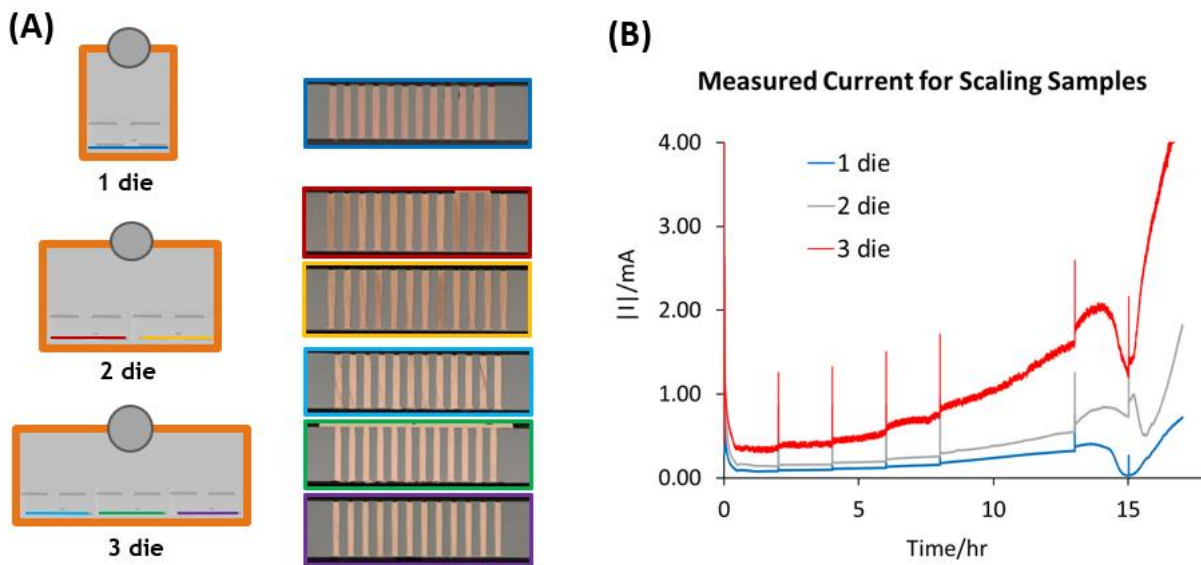 (A)
1 die
2 die
3 die
(B)
Measured Current for Scaling Samples
|I|/mA
4.00
3.00
2.00
1.00
0.00
1 die
2 die
3 die
0
5
10
15
Time/hr